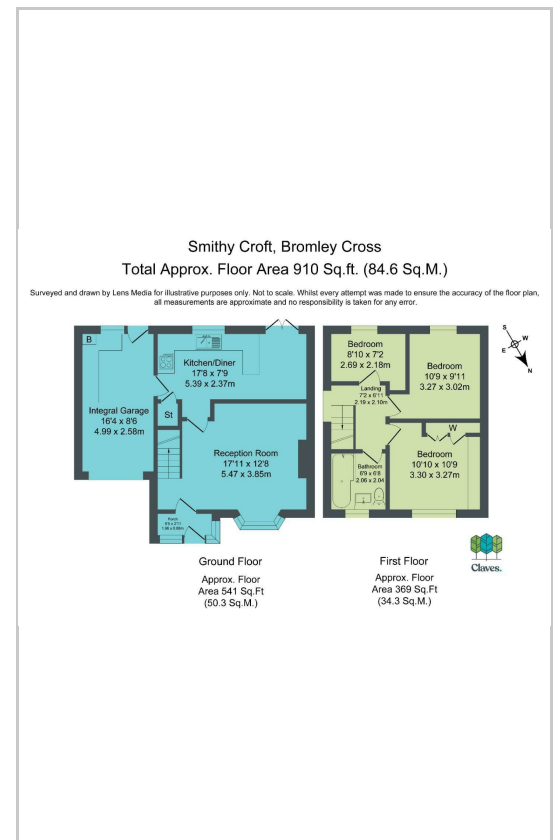 Smithy Croft, Bromley Cross
Total Approx. Floor Area 910 Sq.ft. (84.6 Sq.M.)
Surveyed and drawn by Lens Media for illustrative purposes only. Not to scale. Whilst every attempt was made to ensure the accuracy of the floor plan,
all measurements are approximate and no responsibility is taken for any error.
B
Kitchen/Diner
17'8 x 7'9
5.39 x 2.37m
Integral Garage
16'4 x 8'6
4.99 x 2.58m
St
Reception Room
17'11 x 12'8
5.47 x 3.85m
Porch
Ground Floor
Approx. Floor
Area 541 Sq.Ft
(50.3 Sq.M.)
Bedroom
8'10 x 7'2
2.69 x 2.18m
Bedroom
10'9 x 9'11
3.27 x 3.02m
Landing
7'2 x 6'11
2.19 x 2.10m
W
Bedroom
10'10 x 10'9
3.30 x 3.27m
Bathroom
6'9 x 6'8
2.06 x 2.04
First Floor
Approx. Floor
Area 369 Sq.Ft
(34.3 Sq.M.)
S
W
E
N
Claves.